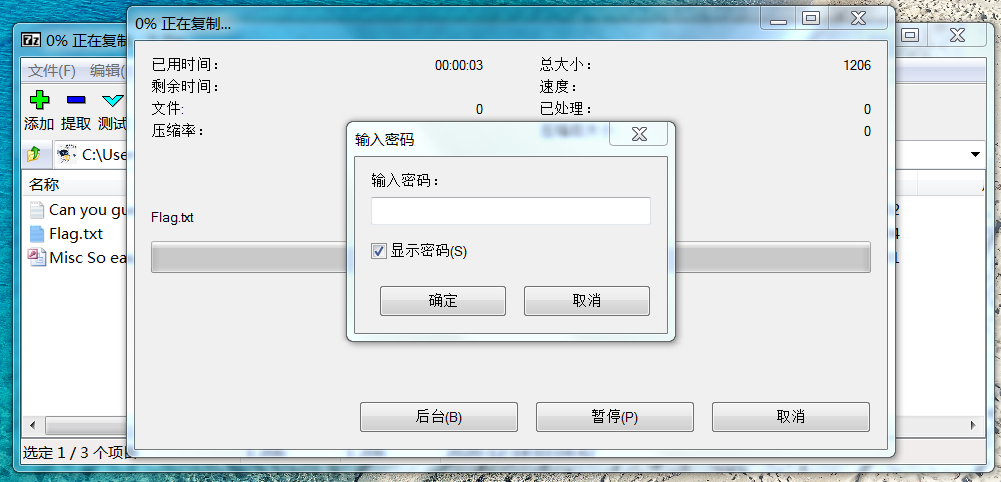 0% 正在复制
文件(F) 编辑(
添加 提取 测试
C:\Use
名称
Can you gu
Flag.txt
Misc So ea
选定 1 / 3 个项目
0% 正在复制...
已用时间： 00:00:03 总大小： 1206
剩余时间： 速度：
文件: 0 已处理： 0
压缩率： 0
Flag.txt
输入密码
输入密码：
显示密码(S)
确定 取消
后台(B) 暂停(P) 取消
2
4
1